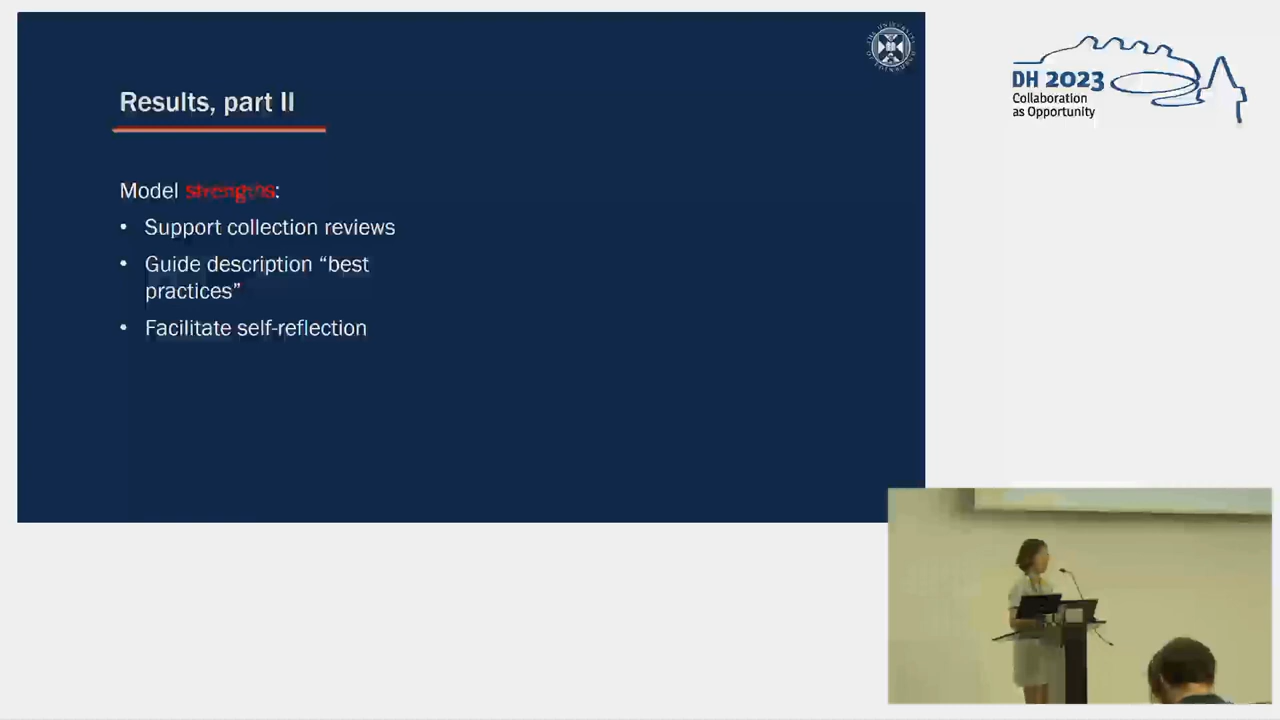 Results, part II
Model strengths:
• Support collection reviews
• Guide description “best
practices”
• Facilitate self-reflection
DH 2023
Collaboration
as Opportunity